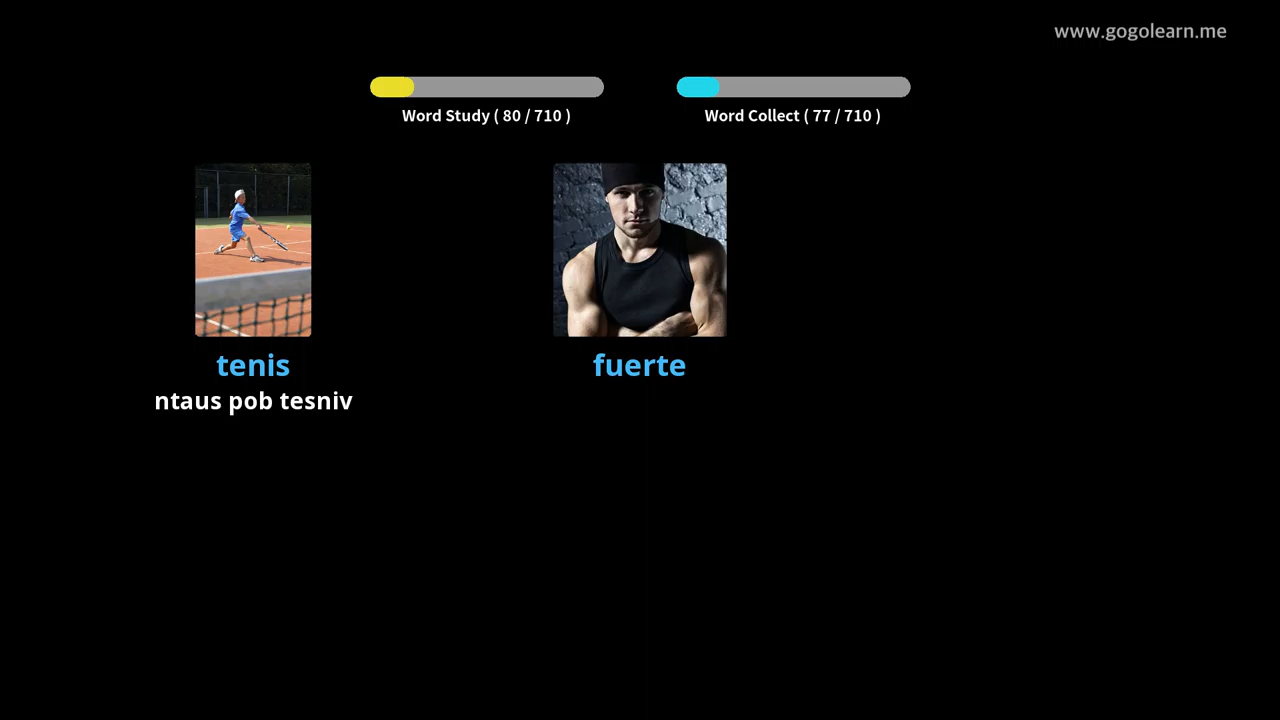 www.gogolearn.me
Word Study ( 80 / 710 )
Word Collect ( 77 / 710 )
tenis
fuerte
ntaus pob tesniv